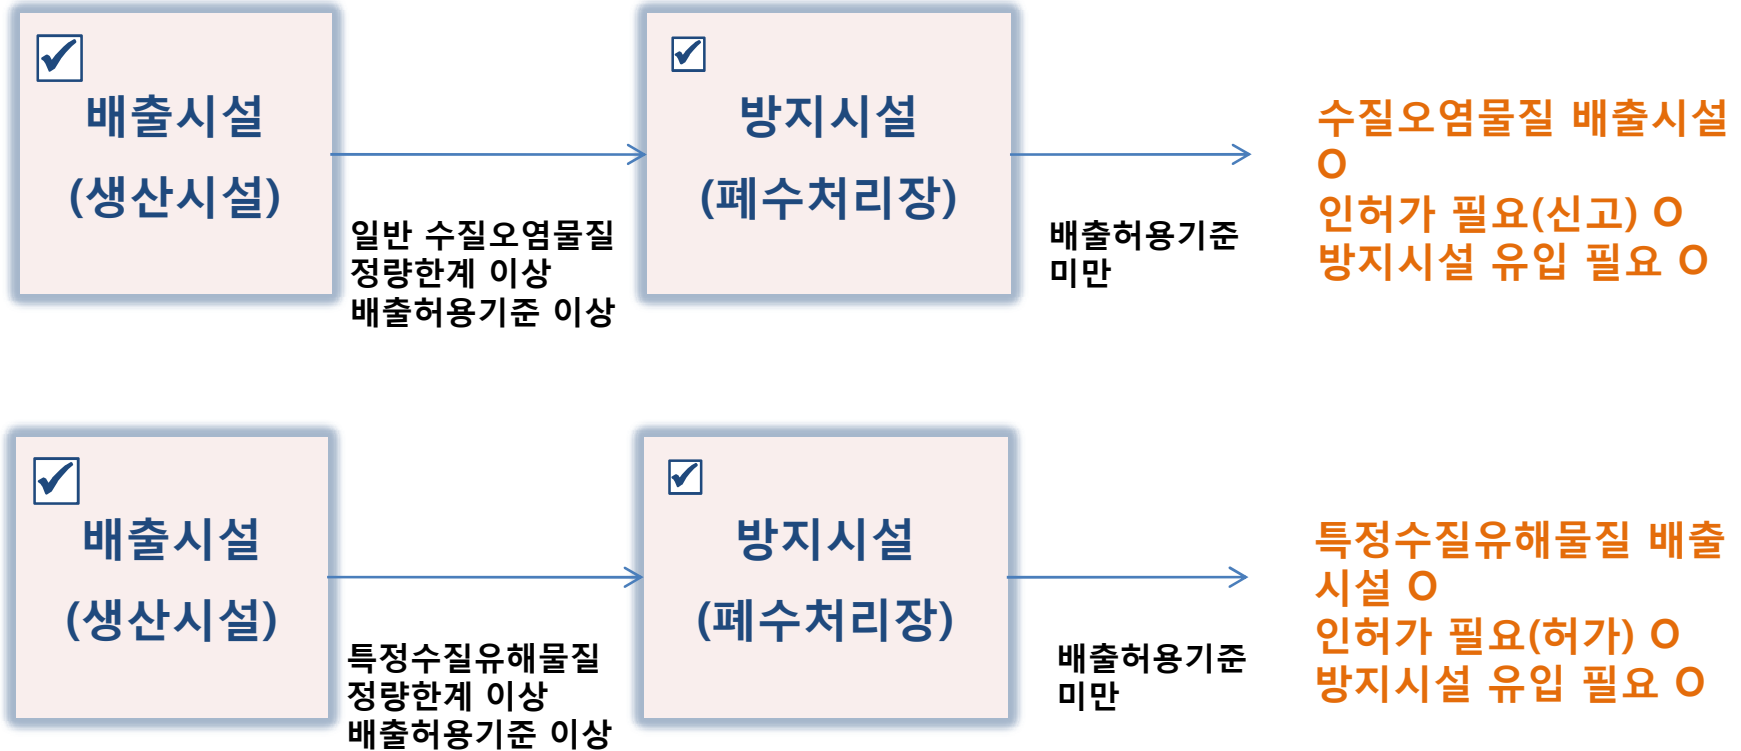 배출시설
(생산시설)
일반 수질오염물질
정량한계 이상
배출허용기준 이상
방지시설
(폐수처리장)
배출허용기준
미만
수질오염물질 배출시설
O
인허가 필요(신고) O
방지시설 유입 필요 O
배출시설
(생산시설)
특정수질유해물질
정량한계 이상
배출허용기준 이상
방지시설
(폐수처리장)
배출허용기준
미만
특정수질유해물질 배출
시설 O
인허가 필요(허가) O
방지시설 유입 필요 O